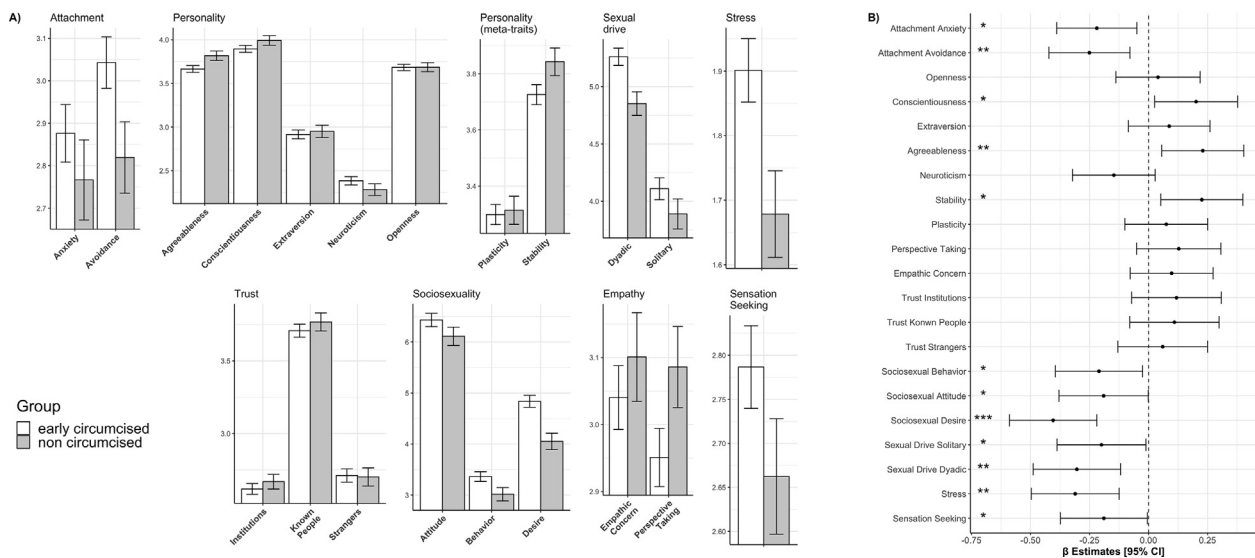 A)
Attachment
3.1
3.0
2.9
2.8
2.7
Anxiety
Avoidance
Personality
4.0
3.5
3.0
2.5
Agreeableness
Conscientiousness
Extraversion
Neuroticism
Openness
Personality
(meta-traits)
3.8
3.6
3.4
Plasticity
Stability
Sexual
drive
5.0
4.5
4.0
Dyadic
Solitary
Stress
1.9
1.8
1.7
1.6
Group
early circumcised
non circumcised
Trust
3.5
3.0
Institutions
Known
People
Strangers
Sociosexuality
6
5
4
3
Attitude
Behavior
Desire
Empathy
3.1
3.0
2.9
Empathic
Concern
Perspective
Taking
Sensation
Seeking
2.80
2.75
2.70
2.65
2.60
B)
Attachment Anxiety *
Attachment Avoidance **
Openness
Conscientiousness *
Extraversion
Agreeableness **
Neuroticism
Stability *
Plasticity
Perspective Taking
Empathic Concern
Trust Institutions
Trust Konwn People
Trust Strangers
Sociosexual Behavior *
Sociosexual Attitude *
Sociosexual Desire ***
Sexual Drive Solitary *
Sexual Drive Dyadic **
Stress **
Sensation Seeking *
-0.75 -0.50 -0.25 0.00 0.25
β Estimates [95% CI]